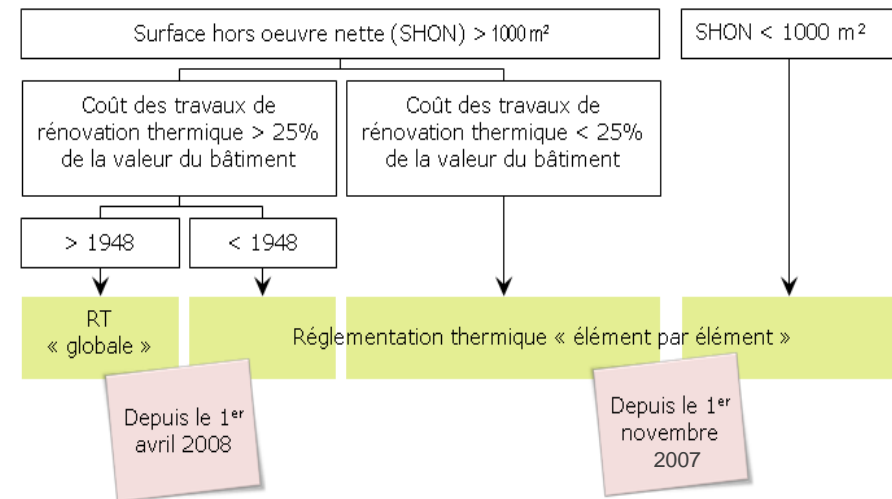 Surface hors oeuvre nette (SHON) > 1000 m²
SHON < 1000 m²
Coût des travaux de
rénovation thermique > 25%
de la valeur du bâtiment
Coût des travaux de
rénovation thermique < 25%
de la valeur du bâtiment
> 1948
< 1948
RT
« globale »
Réglementation thermique « élément par élément »
Depuis le 1er
avril 2008
Depuis le 1er
novembre
2007